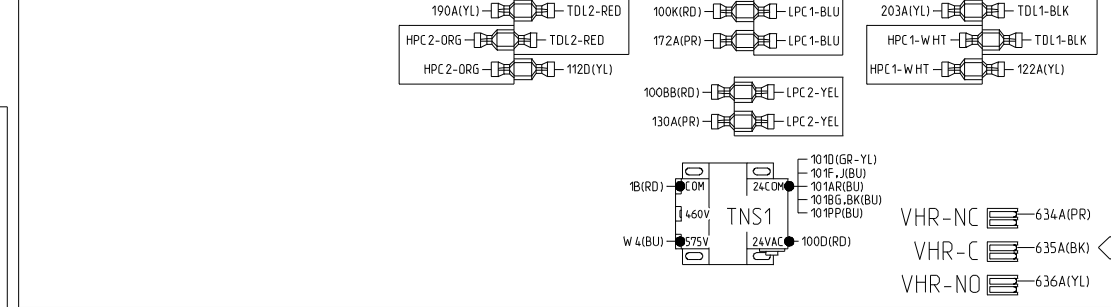 190A(YL) TDL2-RED
HPC2-ORG TDL2-RED
HPC2-ORG 112D(YL)
100K(RD) LPC1-BLU
172A(PR) LPC1-BLU
203A(YL) TDL1-BLK
HPC1-WHT TDL1-BLK
HPC1-WHT 122A(YL)
100BB(RD) LPC2-YEL
130A(PR) LPC2-YEL
101D(GR-YL)
101F,J(BU)
1B(RD) COM 24COM 101AR(BU)
101BG,BK(BU)
101PP(BU)
460V TNS1
W4(BU) 575V 24VAC 100D(RD)
VHR-NC 634A(PR)
VHR-C 635A(BK)
VHR-NO 636A(YL)